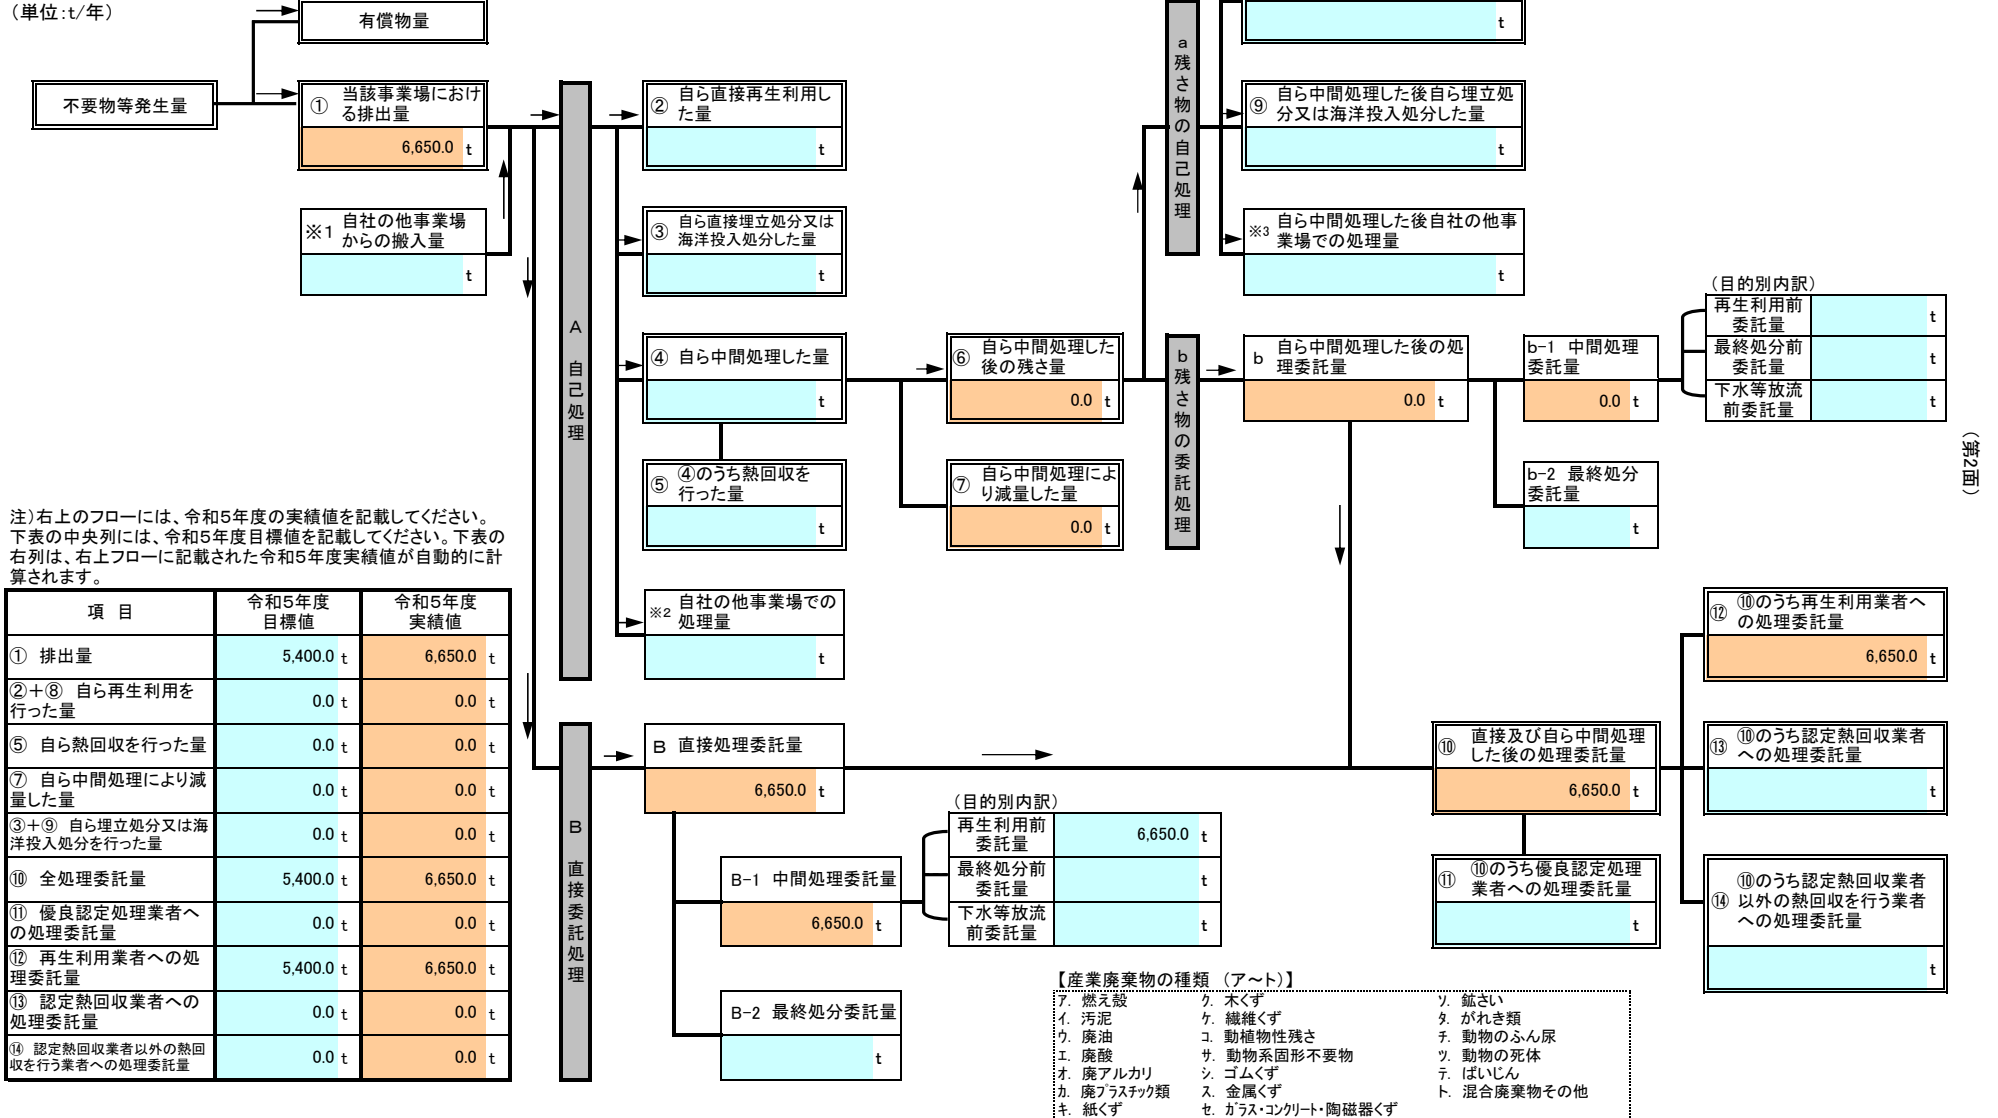 （単位：t/年）
有償物量
不要物等発生量
① 当該事業場におけ
る排出量
6,650.0 t
※1 自社の他事業場
からの搬入量
t
A 自己処理
② 自ら直接再生利用し
た量
t
③ 自ら直接埋立処分又は
海洋投入処分した量
t
④ 自ら中間処理した量
t
⑤ ④のうち熱回収を
行った量
t
※2 自社の他事業場での
処理量
t
⑥ 自ら中間処理した
後の残さ量
0.0 t
⑦ 自ら中間処理によ
り減量した量
0.0 t
a 残さ物の自己処理
t
⑨ 自ら中間処理した後自ら埋立処
分又は海洋投入処分した量
t
※3 自ら中間処理した後自社の他事
業場での処理量
t
b 残さ物の委託処理
b 自ら中間処理した後の処
理委託量
0.0 t
b-1 中間処理
委託量
0.0 t
b-2 最終処分
委託量
t
（目的別内訳）
再生利用前
委託量
t
最終処分前
委託量
t
下水等放流
前委託量
t
（第2面）
注）右上のフローには、令和5年度の実績値を記載してください。
下表の中央列には、令和5年度目標値を記載してください。下表の
右列は、右上フローに記載された令和5年度実績値が自動的に計
算されます。
項 目 令和5年度
目標値 令和5年度
実績値
① 排出量 5,400.0 t 6,650.0 t
②＋⑧ 自ら再生利用を
行った量 0.0 t 0.0 t
⑤ 自ら熱回収を行った量 0.0 t 0.0 t
⑦ 自ら中間処理により減
量した量 0.0 t 0.0 t
③＋⑨ 自ら埋立処分又は海
洋投入処分を行った量 0.0 t 0.0 t
⑩ 全処理委託量 5,400.0 t 6,650.0 t
⑪ 優良認定処理業者へ
の処理委託量 0.0 t 0.0 t
⑫ 再生利用業者への処
理委託量 5,400.0 t 6,650.0 t
⑬ 認定熱回収業者への
処理委託量 0.0 t 0.0 t
⑭ 認定熱回収業者以外の熱回
収を行う業者への処理委託量 0.0 t 0.0 t
B 直接委託処理
B 直接処理委託量
6,650.0 t
B-1 中間処理委託量
6,650.0 t
B-2 最終処分委託量
t
（目的別内訳）
再生利用前
委託量
6,650.0 t
最終処分前
委託量
t
下水等放流
前委託量
t
⑩ 直接及び自ら中間処理
した後の処理委託量
6,650.0 t
⑪ ⑩のうち優良認定処理
業者への処理委託量
t
⑫ ⑩のうち再生利用業者へ
の処理委託量
6,650.0 t
⑬ ⑩のうち認定熱回収業者
への処理委託量
t
⑭ ⑩のうち認定熱回収業者
以外の熱回収を行う業者
への処理委託量
t
【産業廃棄物の種類 （ア～ト）】
ア. 燃え殻 ク. 木くず ソ. 鉱さい
イ. 汚泥 ケ. 繊維くず タ. がれき類
ウ. 廃油 コ. 動植物性残さ チ. 動物のふん尿
エ. 廃酸 サ. 動物系固形不要物 ツ. 動物の死体
オ. 廃アルカリ シ. ゴムくず テ. ばいじん
カ. 廃プラスチック類 ス. 金属くず ト. 混合廃棄物その他
キ. 紙くず セ. ガラス・コンクリート・陶磁器くず